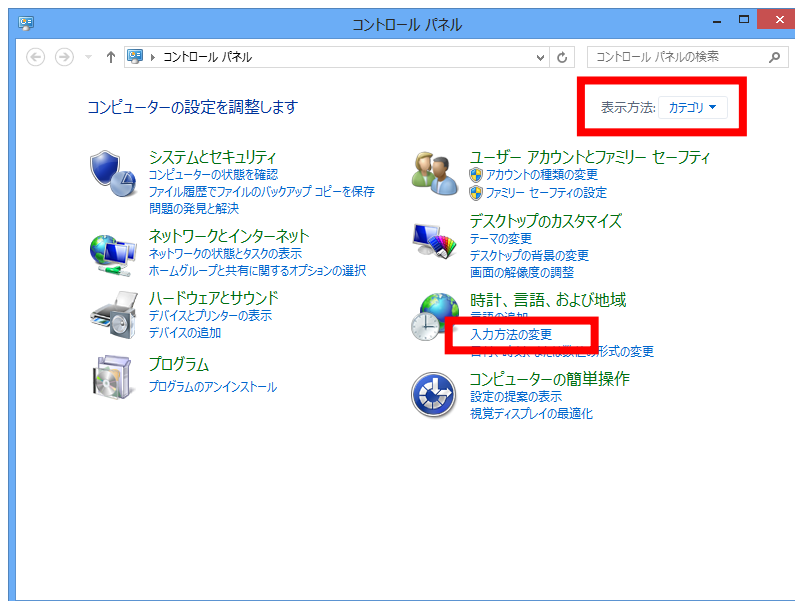 コントロール パネル
コントロール パネル
コントロール パネルの検索
コンピューターの設定を調整します
表示方法: カテゴリ
システムとセキュリティ
コンピューターの状態を確認
ファイル履歴でファイルのバックアップ コピーを保存
問題の発見と解決
ネットワークとインターネット
ネットワークの状態とタスクの表示
ホームグループと共有に関するオプションの選択
ハードウェアとサウンド
デバイスとプリンターの表示
デバイスの追加
プログラム
プログラムのアンインストール
ユーザー アカウントとファミリー セーフティ
アカウントの種類の変更
ファミリー セーフティの設定
デスクトップのカスタマイズ
テーマの変更
デスクトップの背景の変更
画面の解像度の調整
時計、言語、および地域
言語の追加
入力方法の変更
日付、時刻、または数値の形式の変更
コンピューターの簡単操作
設定の提案の表示
視覚ディスプレイの最適化